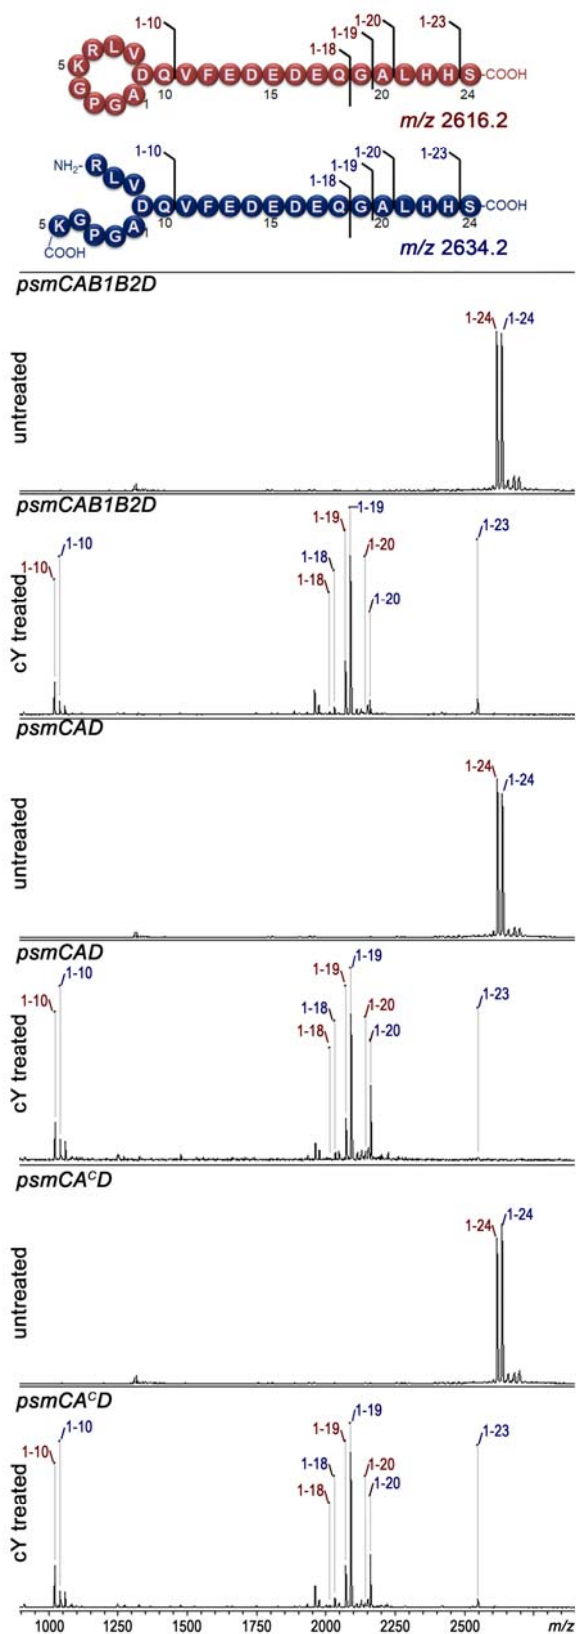 1-10 1-18 1-19 1-20 1-23
R L V
5 K D Q V F E D E D E Q G A L H H S -COOH
G P G A 1 10 15 20 24
m/z 2616.2
1-10 1-18 1-19 1-20 1-23
NH2- R L V
D Q V F E D E D E Q G A L H H S -COOH
5 K G P G A 1 10 15 20 24
COOH
m/z 2634.2
psmCAB1B2D
untreated
1-24 1-24
psmCAB1B2D
cY treated
1-10 1-10 1-18 1-18 1-19 1-19 1-20 1-20 1-23
psmCAD
untreated
1-24 1-24
psmCAD
cY treated
1-10 1-10 1-18 1-18 1-19 1-19 1-20 1-20 1-23
psmCAᶜD
untreated
1-24 1-24
psmCAᶜD
cY treated
1-10 1-10 1-18 1-18 1-19 1-19 1-20 1-20 1-23
1000 1250 1500 1750 2000 2250 2500 m/z